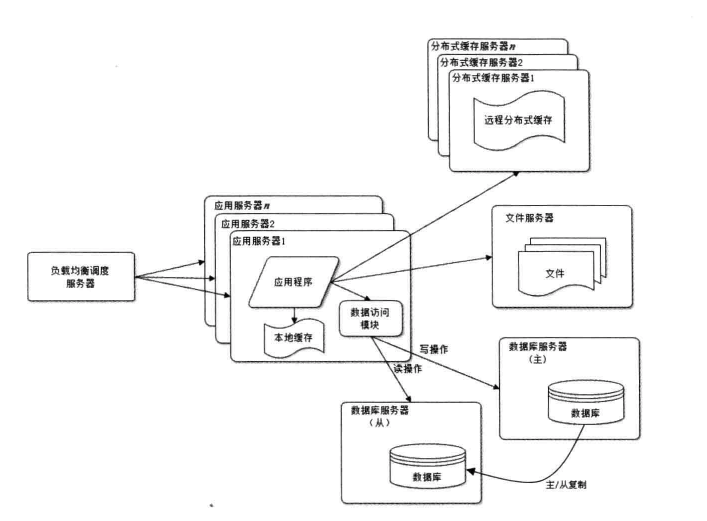 分布式缓存服务器n
分布式缓存服务器2
分布式缓存服务器1
远程分布式缓存
应用服务器n
应用服务器2
应用服务器1
文件服务器
负载均衡调度
服务器
应用程序
文件
数据访问
模块
本地缓存
写操作
读操作
数据库服务器
（主）
数据库
数据库服务器
（从）
数据库
主/从复制